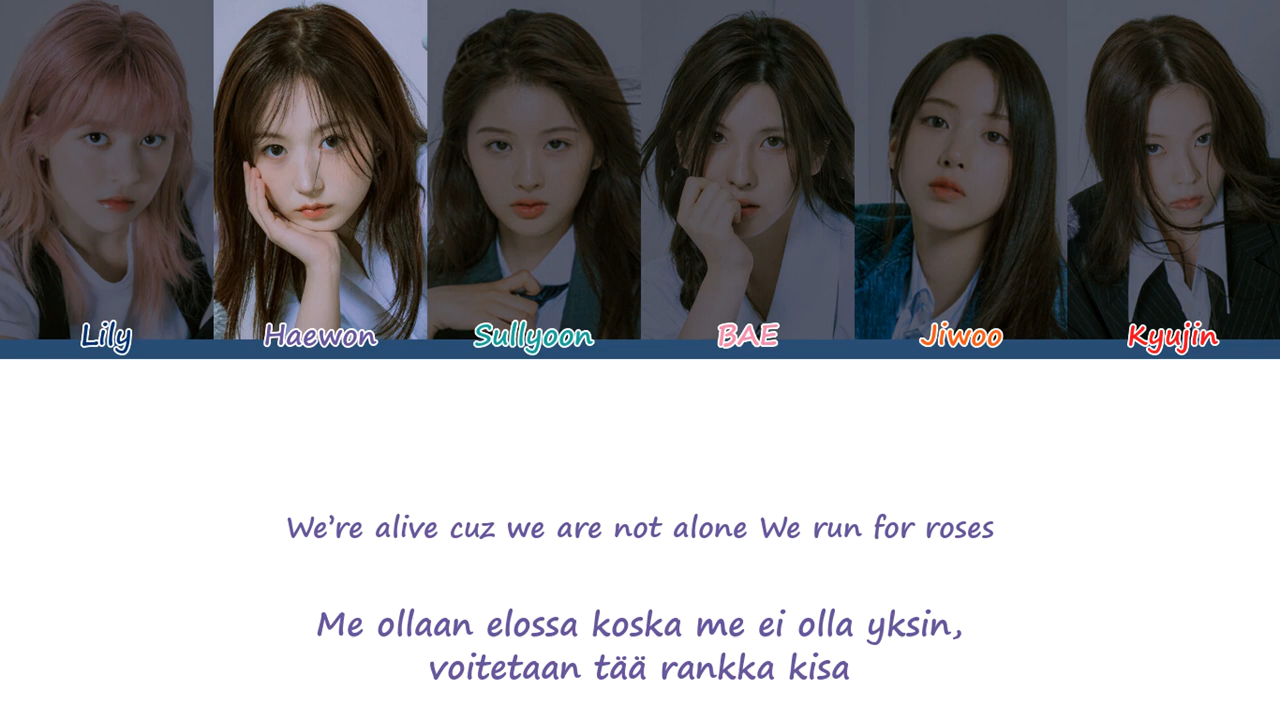 Lily Haewon Sullyoon BAE Jiwoo Kyujin
We’re alive cuz we are not alone We run for roses
Me ollaan elossa koska me ei olla yksin,
voitetaan tää rankka kisa